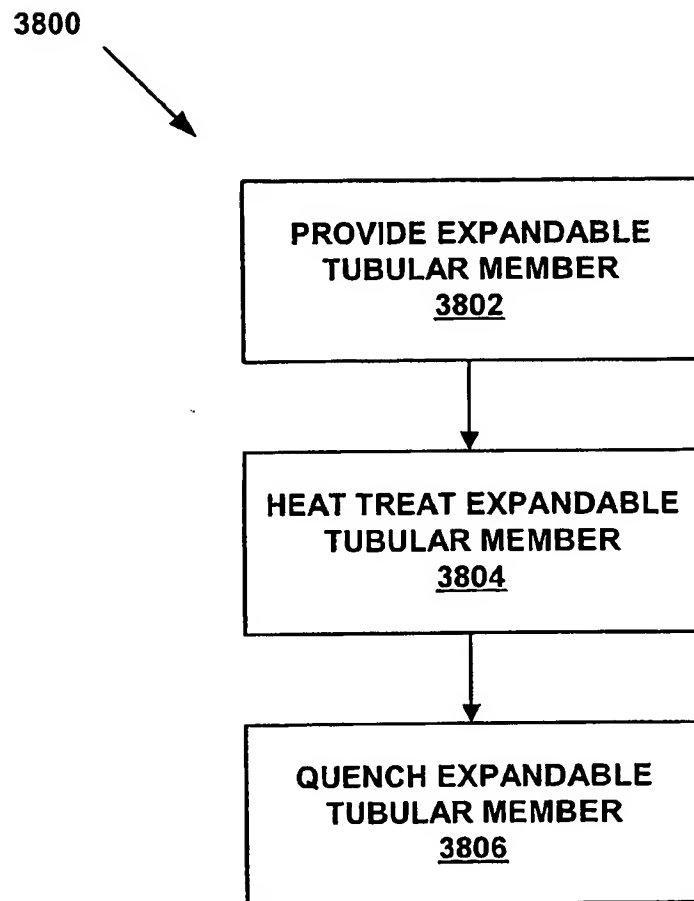 3800
PROVIDE EXPANDABLE
TUBULAR MEMBER
3802
HEAT TREAT EXPANDABLE
TUBULAR MEMBER
3804
QUENCH EXPANDABLE
TUBULAR MEMBER
3806